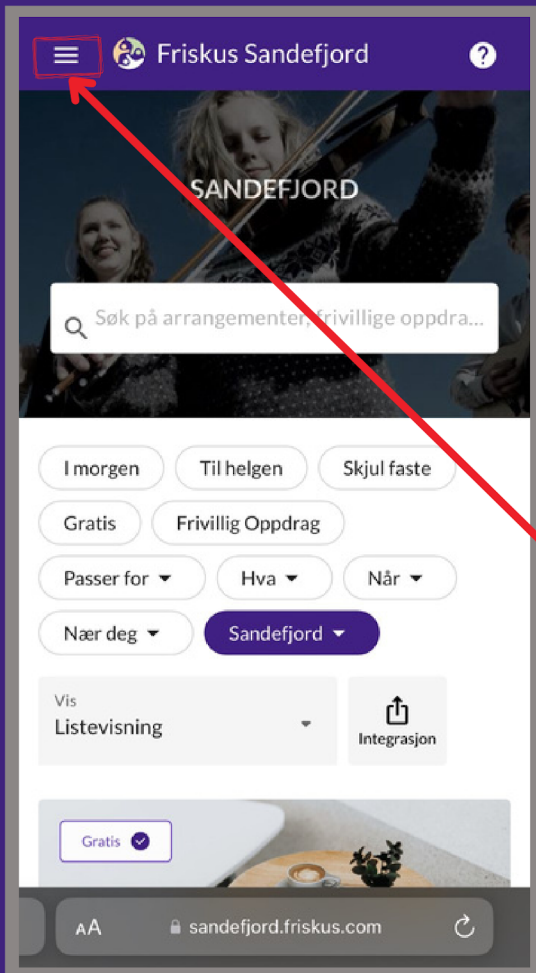 Friskus Sandefjord ?
SANDEFJORD
Søk på arrangementer, frivillige oppdra...
I morgen Til helgen Skjul faste
Gratis Frivillig Oppdrag
Passer for Hva Når
Nær deg Sandefjord
Vis
Listevisning
Integrasjon
Gratis
AA sandefjord.friskus.com